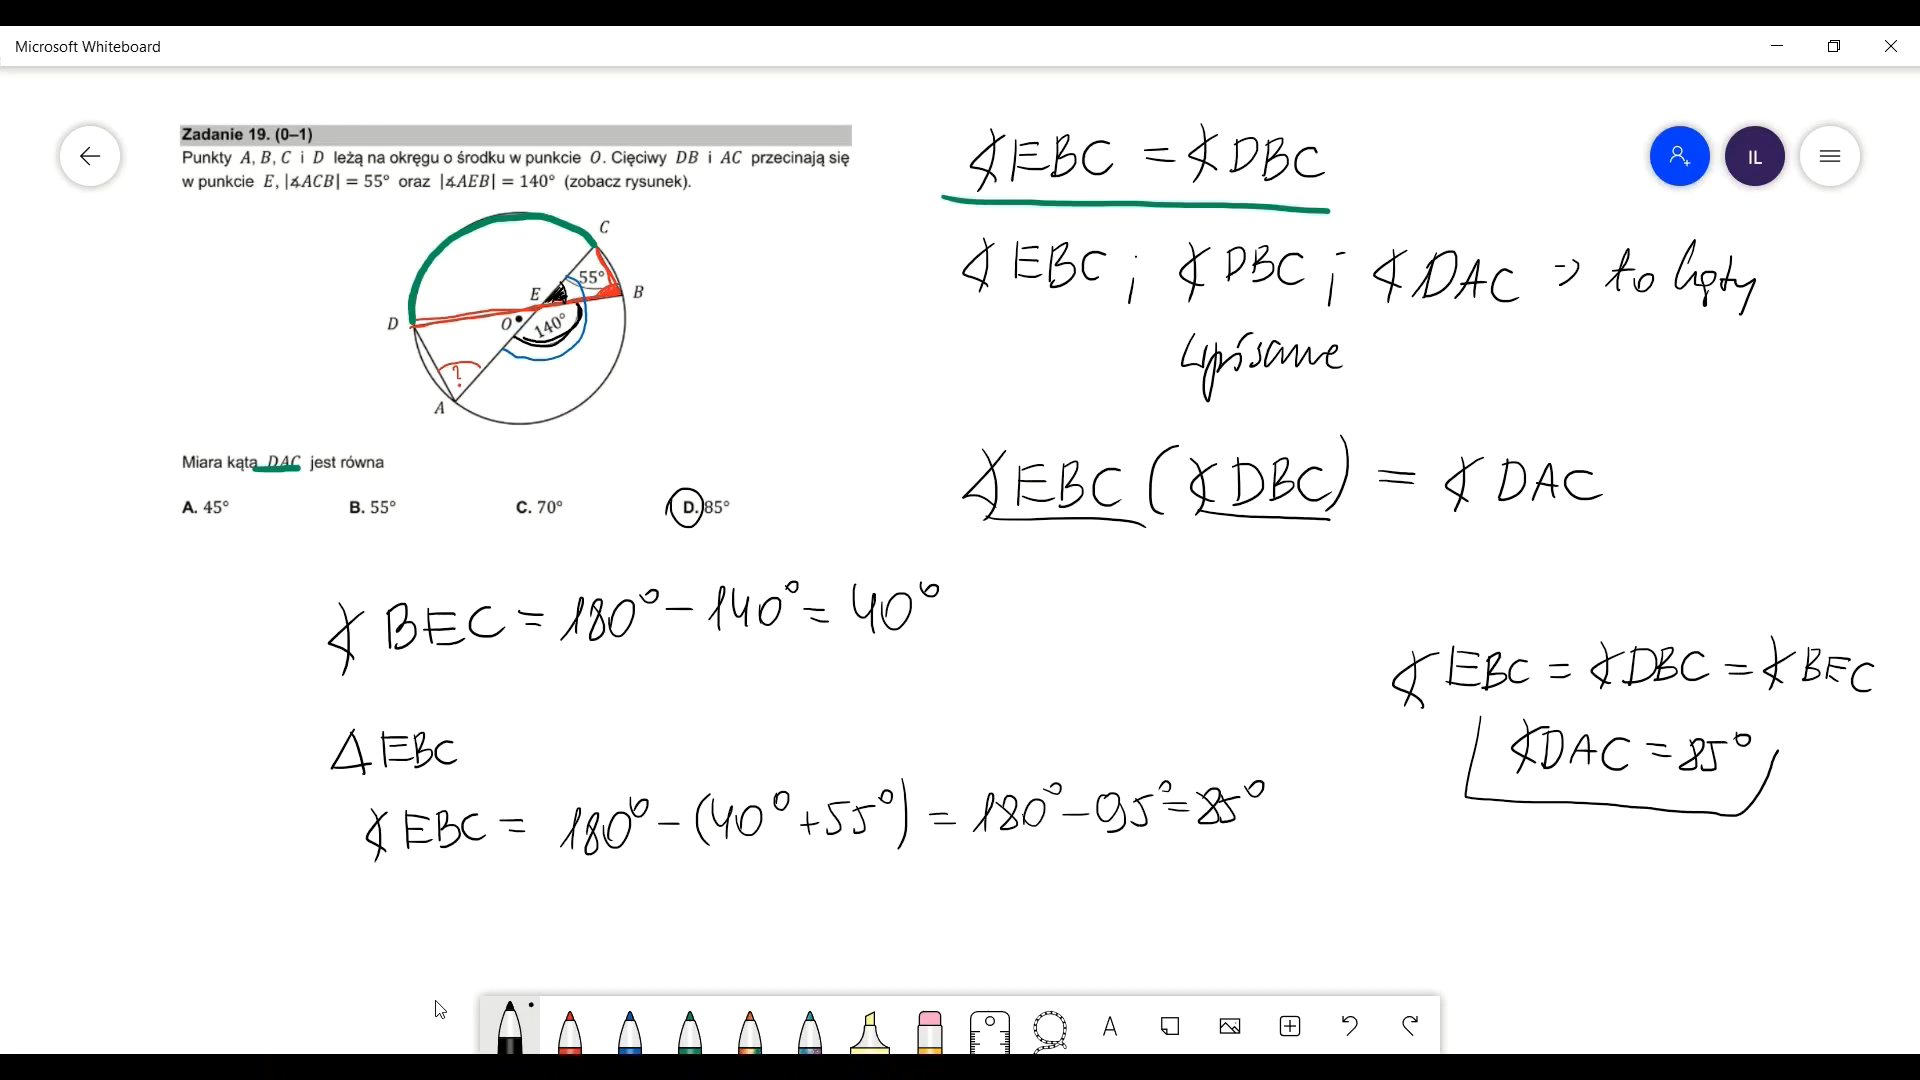 Microsoft Whiteboard
IL
Zadanie 19. (0–1)
Punkty A, B, C i D leżą na okręgu o środku w punkcie O. Cięciwy DB i AC przecinają się
w punkcie E, |∡ACB| = 55° oraz |∡AEB| = 140° (zobacz rysunek).
C
55°
E
B
D
O
140°
?
A
Miara kąta DAC jest równa
A. 45° B. 55° C. 70° D. 85°
∢EBC = ∢DBC
∢EBC ; ∢DBC ; ∢DAC => to kąty
wpisane
∢EBC (∢DBC) = ∢DAC
∢BEC = 180° - 140° = 40°
△EBC
∢EBC = 180° - (40° + 55°) = 180° - 95° = 85°
∢EBC = ∢DBC = ∢BEC
∢DAC = 85°
A